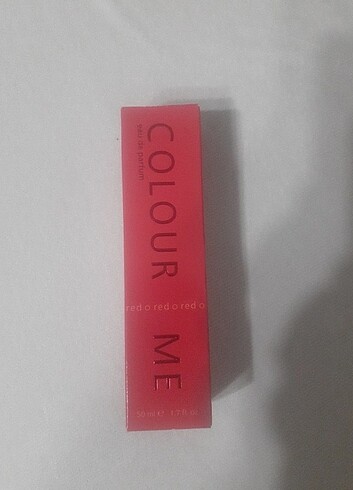 COLOUR ME
eau de parfum
red o red o red o
50 ml ℮ 1.7 fl oz